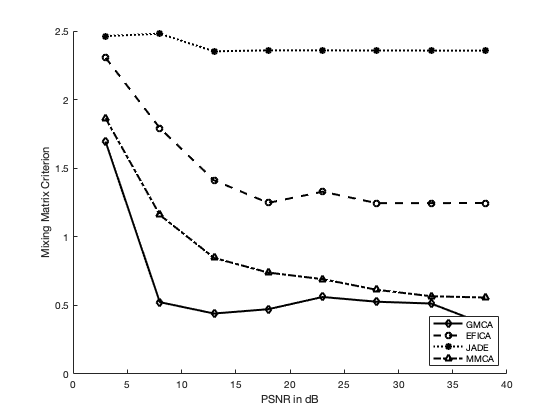 2.5
2
1.5
1
0.5
0
Mixing Matrix Criterion
0 5 10 15 20 25 30 35 40
PSNR in dB
GMCA
EFICA
JADE
MMCA